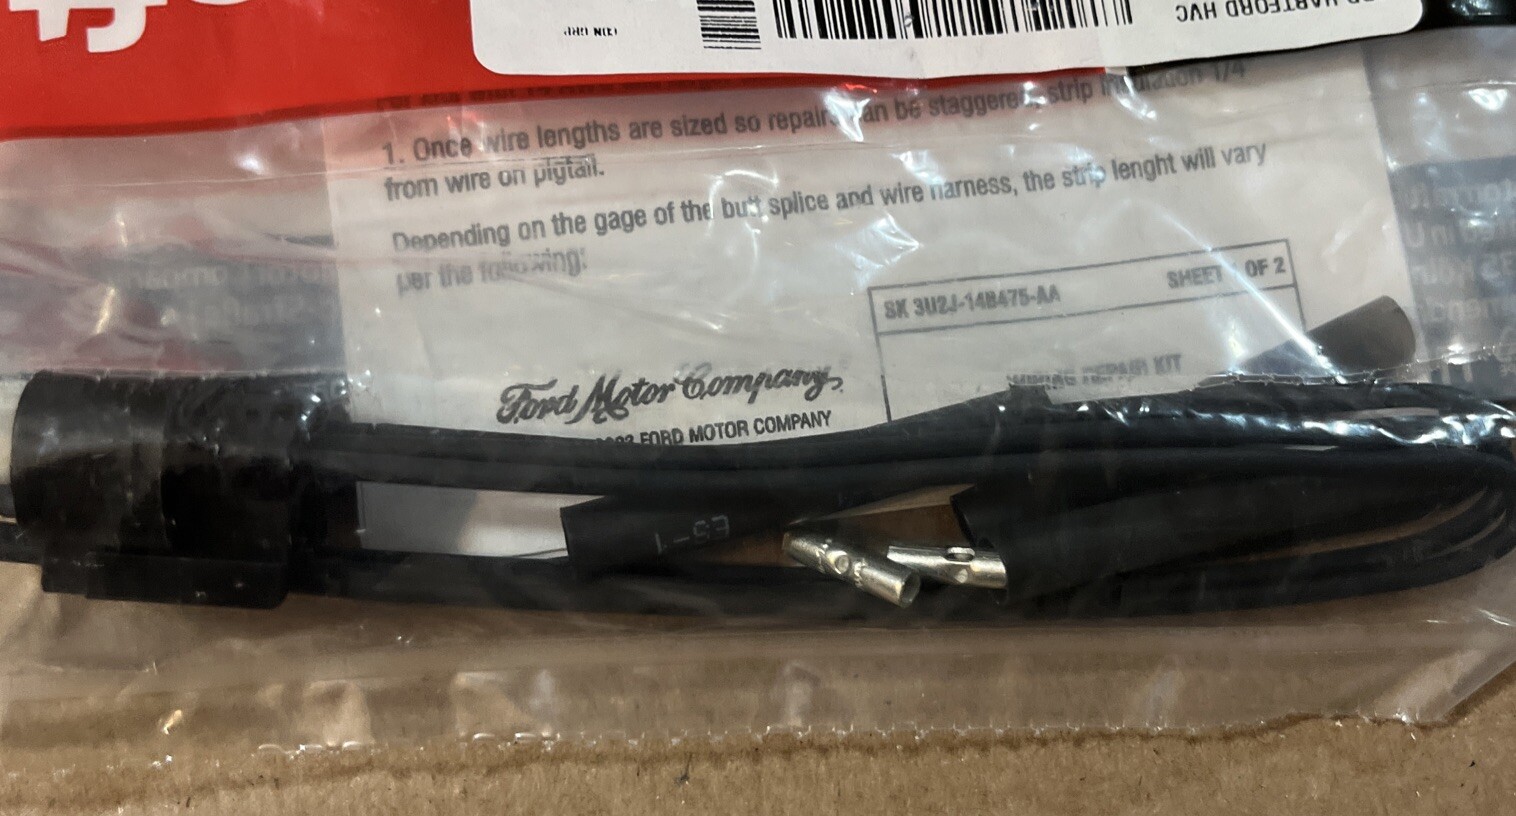 1. Once wire lengths are sized so repairs can be staggered, strip insulation 1/4
from wire on pigtail.
Depending on the gage of the butt splice and wire harness, the strip lenght will vary
per the following:
SK 3U2J-14B475-AA
SHEET OF 2
WIRING REPAIR KIT
Ford Motor Company,
FORD MOTOR COMPANY
HARTFORD HVC